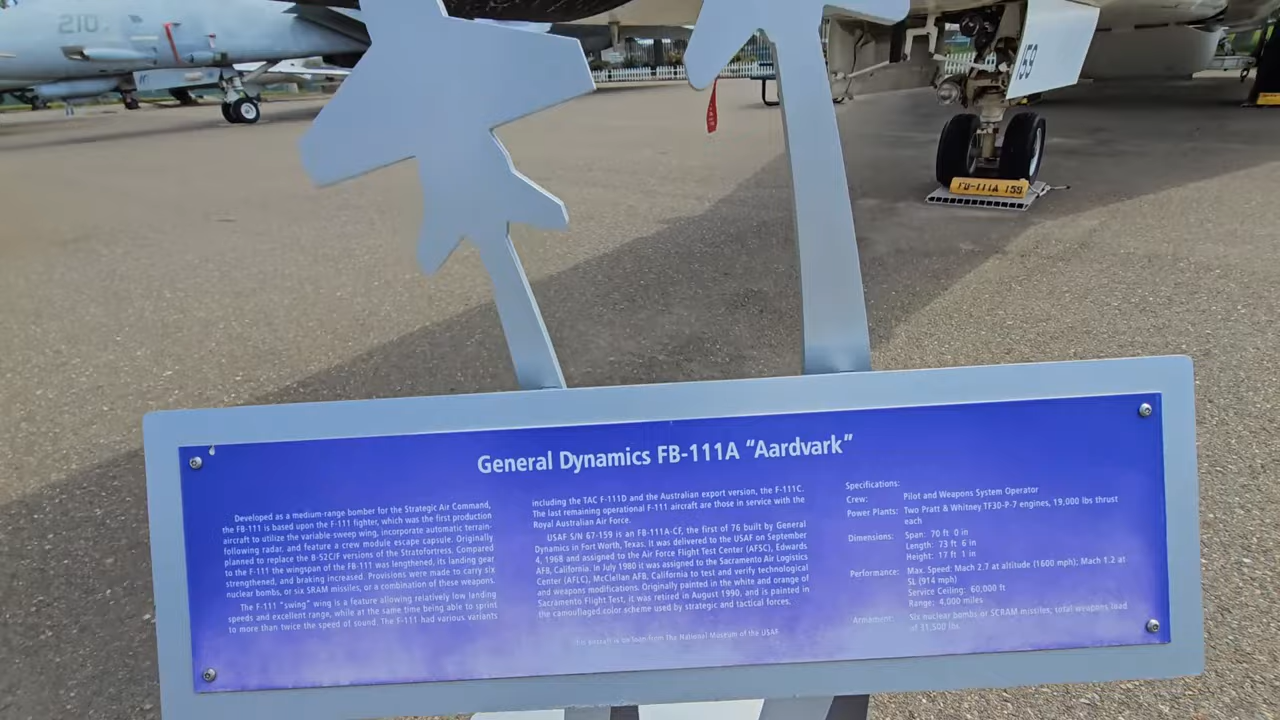 210
159
FB-111A 159
General Dynamics FB-111A "Aardvark"
Developed as a medium-range bomber for the Strategic Air Command,
the FB-111 is based upon the F-111 fighter, which was the first production
aircraft to utilize the variable-sweep wing, incorporate automatic terrain-
following radar, and feature a crew module escape capsule. Originally
planned to replace the B-52C/F versions of the Stratofortress. Compared
to the F-111 the wingspan of the FB-111 was lengthened, its landing gear
strengthened, and braking increased. Provisions were made to carry six
nuclear bombs, or six SRAM missiles, or a combination of these weapons.
The F-111 "swing" wing is a feature allowing relatively low landing
speeds and excellent range, while at the same time being able to sprint
to more than twice the speed of sound. The F-111 had various variants
including the TAC F-111D and the Australian export version, the F-111C.
The last remaining operational F-111 aircraft are those in service with the
Royal Australian Air Force.
USAF S/N 67-159 is an FB-111A-CF, the first of 76 built by General
Dynamics in Fort Worth, Texas. It was delivered to the USAF on September
4, 1968 and assigned to the Air Force Flight Test Center (AFSC), Edwards
AFB, California. In July 1980 it was assigned to the Sacramento Air Logistics
Center (AFLC), McClellan AFB, California to test and verify technological
and weapons modifications. Originally painted in the white and orange of
Sacramento Flight Test, it was retired in August 1990, and is painted in
the camouflaged color scheme used by strategic and tactical forces.
This aircraft is on loan from The National Museum of the USAF
Specifications:
Crew: Pilot and Weapons System Operator
Power Plants: Two Pratt & Whitney TF30-P-7 engines, 19,000 lbs thrust
each
Dimensions: Span: 70 ft 0 in
Length: 73 ft 6 in
Height: 17 ft 1 in
Performance: Max. Speed: Mach 2.7 at altitude (1600 mph); Mach 1.2 at
SL (914 mph)
Service Ceiling: 60,000 ft
Range: 4,000 miles
Armament: Six nuclear bombs or SCRAM missiles; total weapons load
of 31,500 lbs.